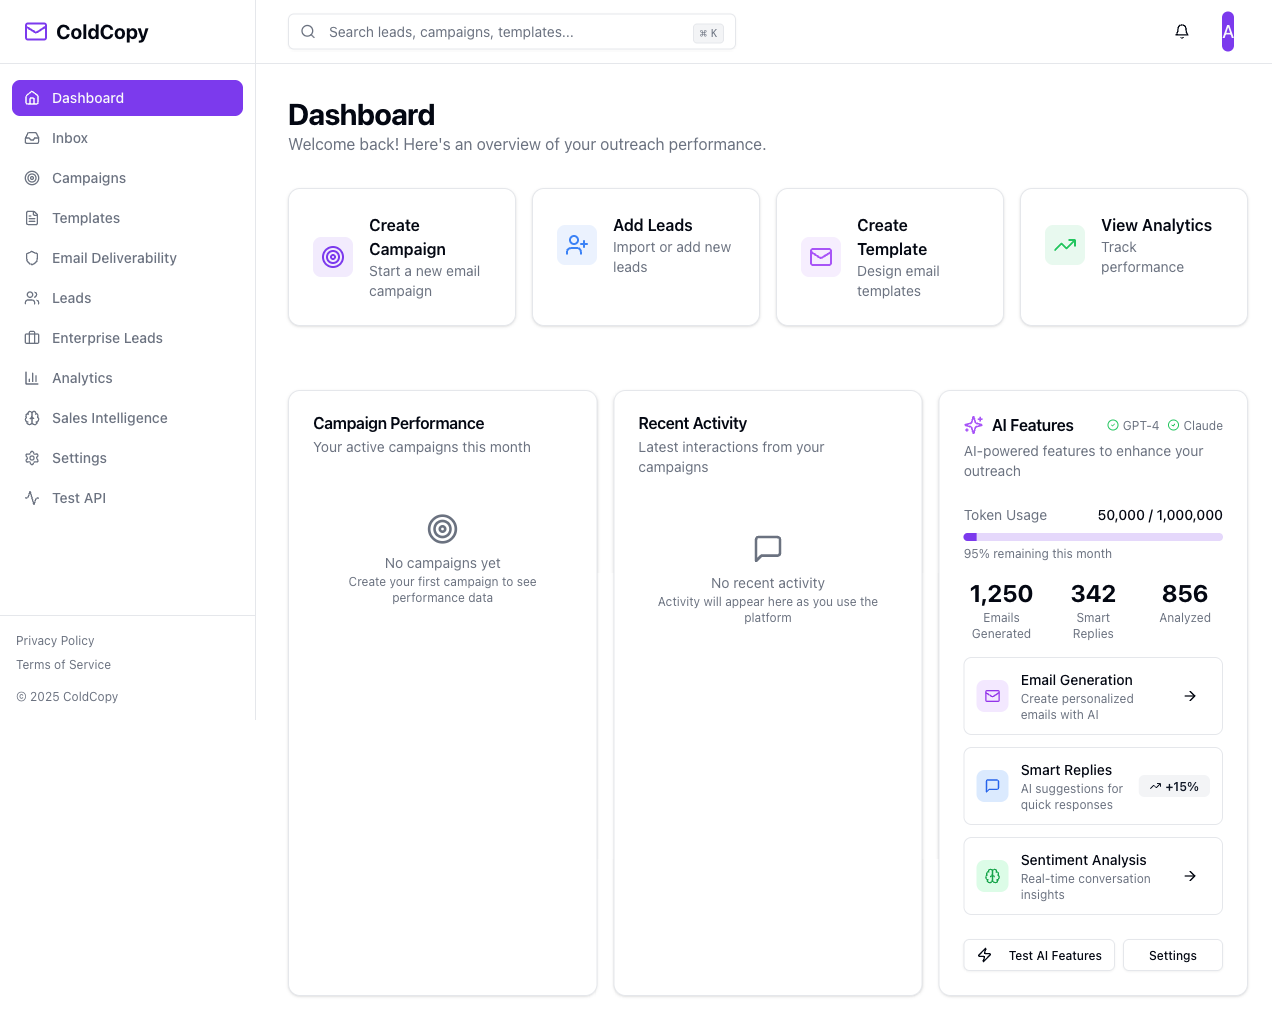 ColdCopy
Search leads, campaigns, templates...
⌘ K
A
Dashboard
Inbox
Campaigns
Templates
Email Deliverability
Leads
Enterprise Leads
Analytics
Sales Intelligence
Settings
Test API
Privacy Policy
Terms of Service
© 2025 ColdCopy
Dashboard
Welcome back! Here's an overview of your outreach performance.
Create
Campaign
Start a new email
campaign
Add Leads
Import or add new
leads
Create
Template
Design email
templates
View Analytics
Track
performance
Campaign Performance
Your active campaigns this month
No campaigns yet
Create your first campaign to see
performance data
Recent Activity
Latest interactions from your
campaigns
No recent activity
Activity will appear here as you use the
platform
AI Features
GPT-4
Claude
AI-powered features to enhance your
outreach
Token Usage
50,000 / 1,000,000
95% remaining this month
1,250
Emails
Generated
342
Smart
Replies
856
Analyzed
Email Generation
Create personalized
emails with AI
Smart Replies
AI suggestions for
quick responses
+15%
Sentiment Analysis
Real-time conversation
insights
Test AI Features
Settings